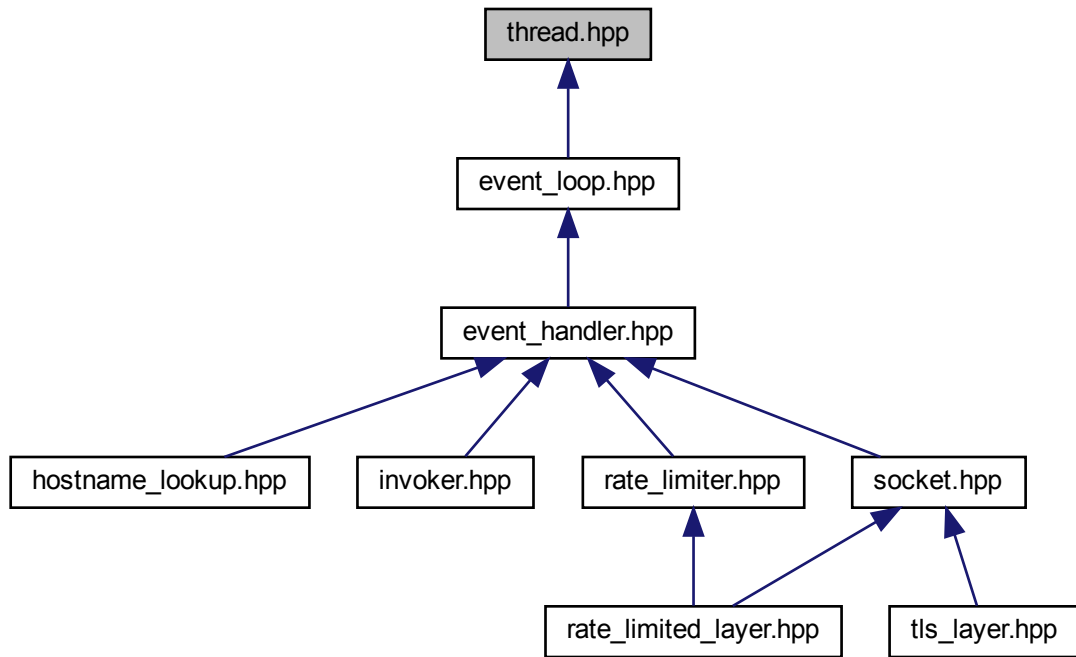 thread.hpp
event_loop.hpp
event_handler.hpp
hostname_lookup.hpp
invoker.hpp
rate_limiter.hpp
socket.hpp
rate_limited_layer.hpp
tls_layer.hpp